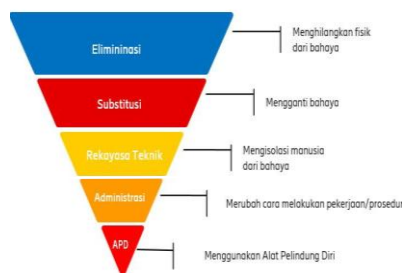 Elimininasi
Menghilangkan fisik
dari bahaya
Substitusi
Mengganti bahaya
Rekayasa Teknik
Mengisolasi manusia
dari bahaya
Administrasi
Merubah cara melakukan pekerjaan/prosedur
APD
Menggunakan Alat Pelindung Diri